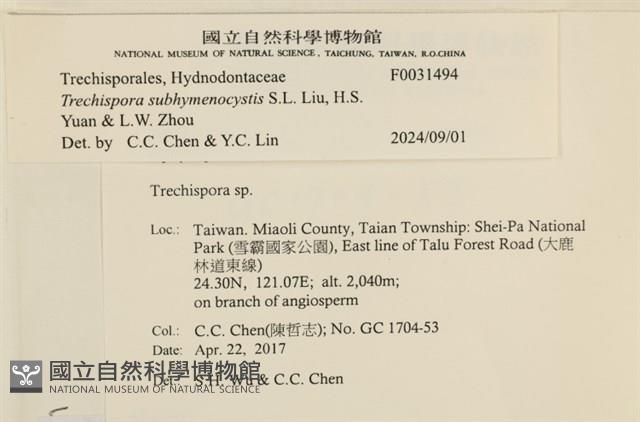 國立自然科學博物館
NATIONAL MUSEUM OF NATURAL SCIENCE, TAICHUNG, TAIWAN, R.O.CHINA
Trechisporales, Hydnodontaceae F0031494
Trechispora subhymenocystis S.L. Liu, H.S.
Yuan & L.W. Zhou
Det. by C.C. Chen & Y.C. Lin 2024/09/01
Trechispora sp.
Loc.: Taiwan. Miaoli County, Taian Township: Shei-Pa National
Park (雪霸國家公園), East line of Talu Forest Road (大鹿
林道東線)
24.30N, 121.07E; alt. 2,040m;
on branch of angiosperm
Col.: C.C. Chen(陳哲志); No. GC 1704-53
Date: Apr. 22, 2017
Det.: S.H. Wu & C.C. Chen
國立自然科學博物館
NATIONAL MUSEUM OF NATURAL SCIENCE